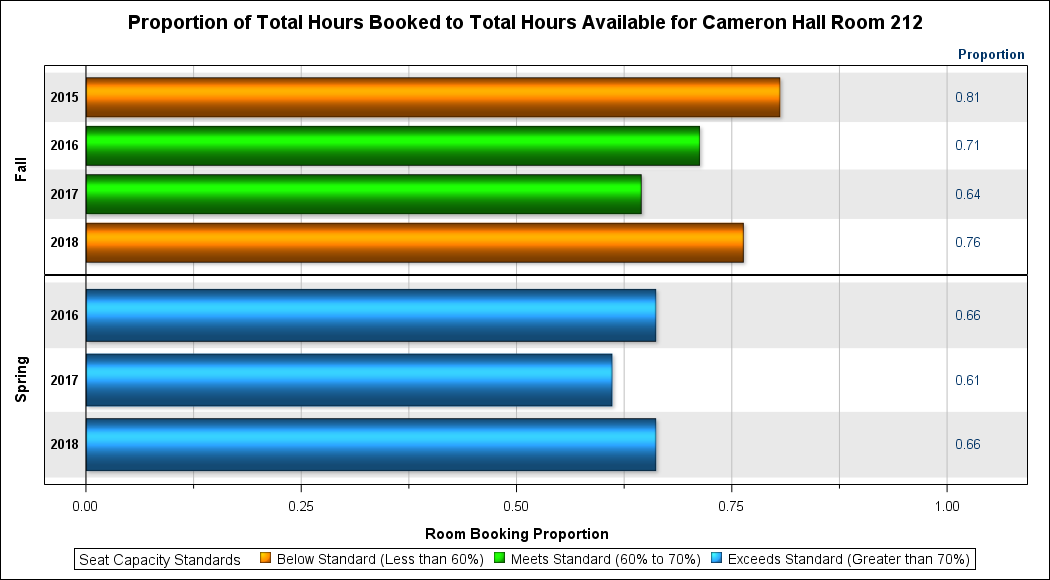 Proportion of Total Hours Booked to Total Hours Available for Cameron Hall Room 212
Proportion
Fall
2015 0.81
2016 0.71
2017 0.64
2018 0.76
Spring
2016 0.66
2017 0.61
2018 0.66
0.00 0.25 0.50 0.75 1.00
Room Booking Proportion
Seat Capacity Standards Below Standard (Less than 60%) Meets Standard (60% to 70%) Exceeds Standard (Greater than 70%)